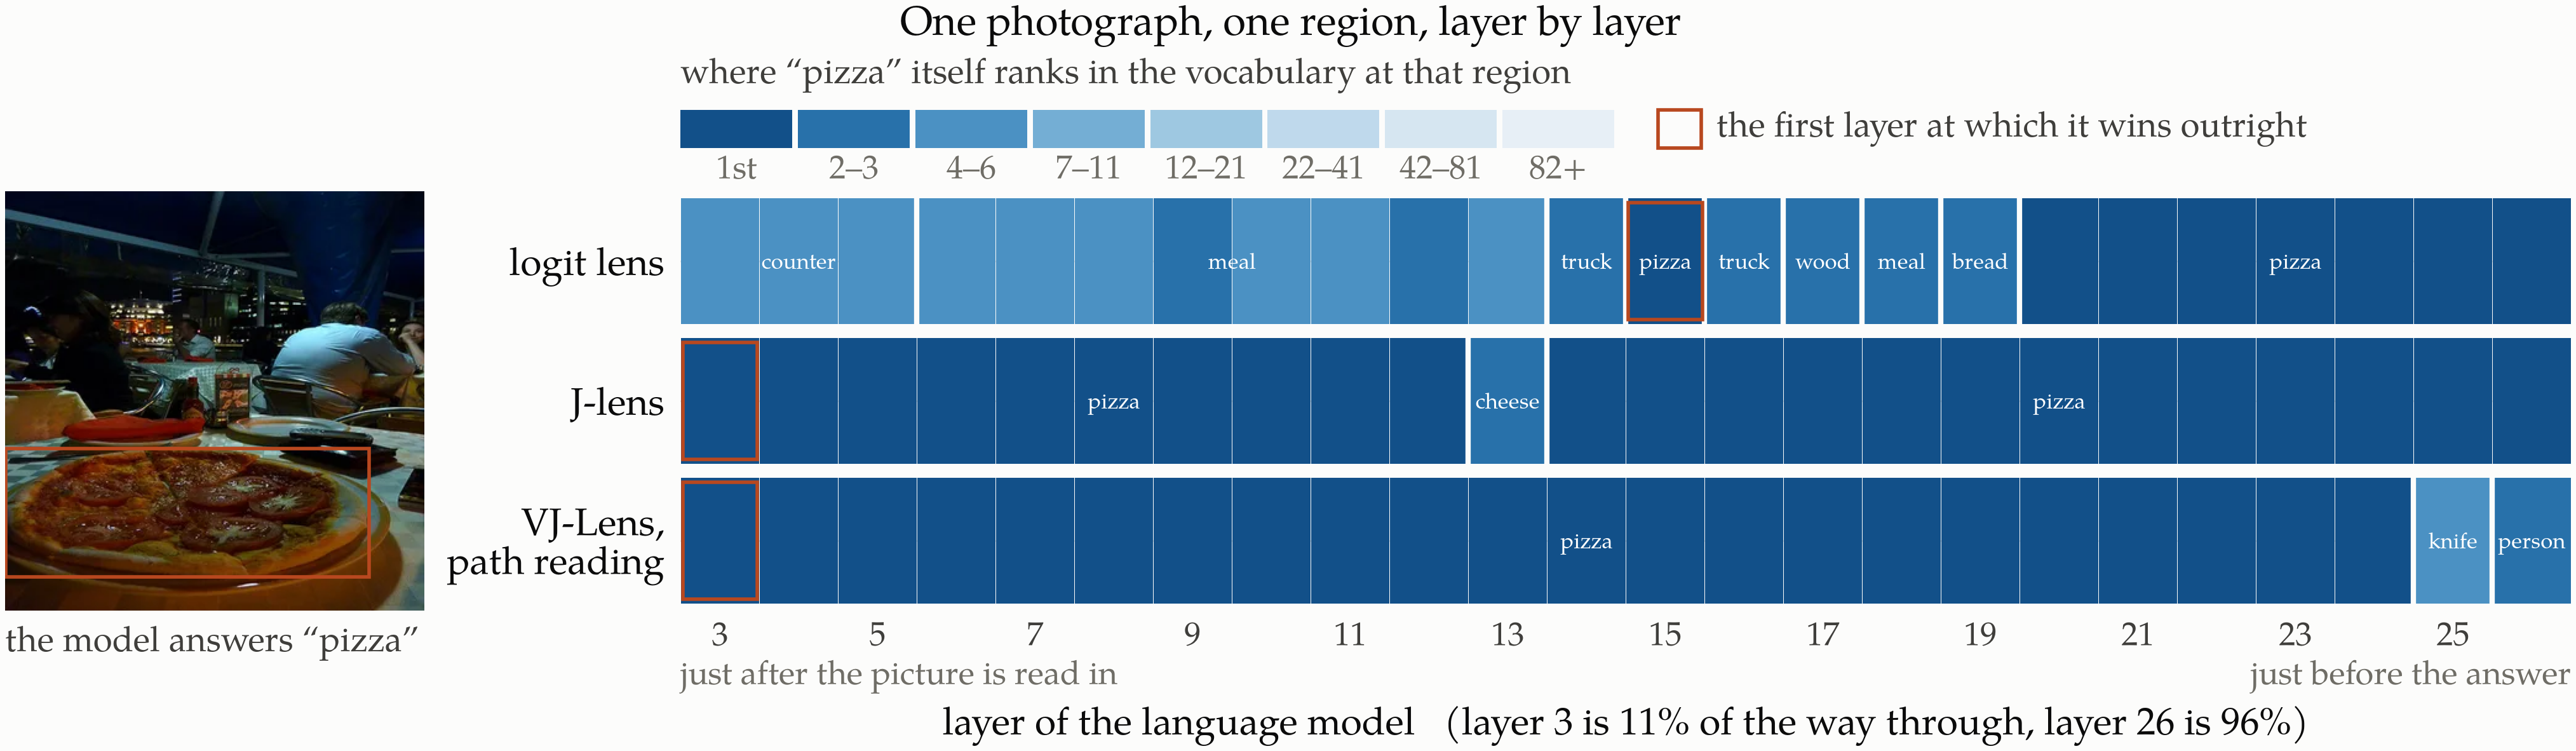 One photograph, one region, layer by layer
where “pizza” itself ranks in the vocabulary at that region
the first layer at which it wins outright
1st 2–3 4–6 7–11 12–21 22–41 42–81 82+
logit lens counter meal truck pizza truck wood meal bread pizza
J-lens pizza cheese pizza
VJ-Lens,
path reading pizza knife person
3 5 7 9 11 13 15 17 19 21 23 25
the model answers “pizza”
just after the picture is read in just before the answer
layer of the language model (layer 3 is 11% of the way through, layer 26 is 96%)